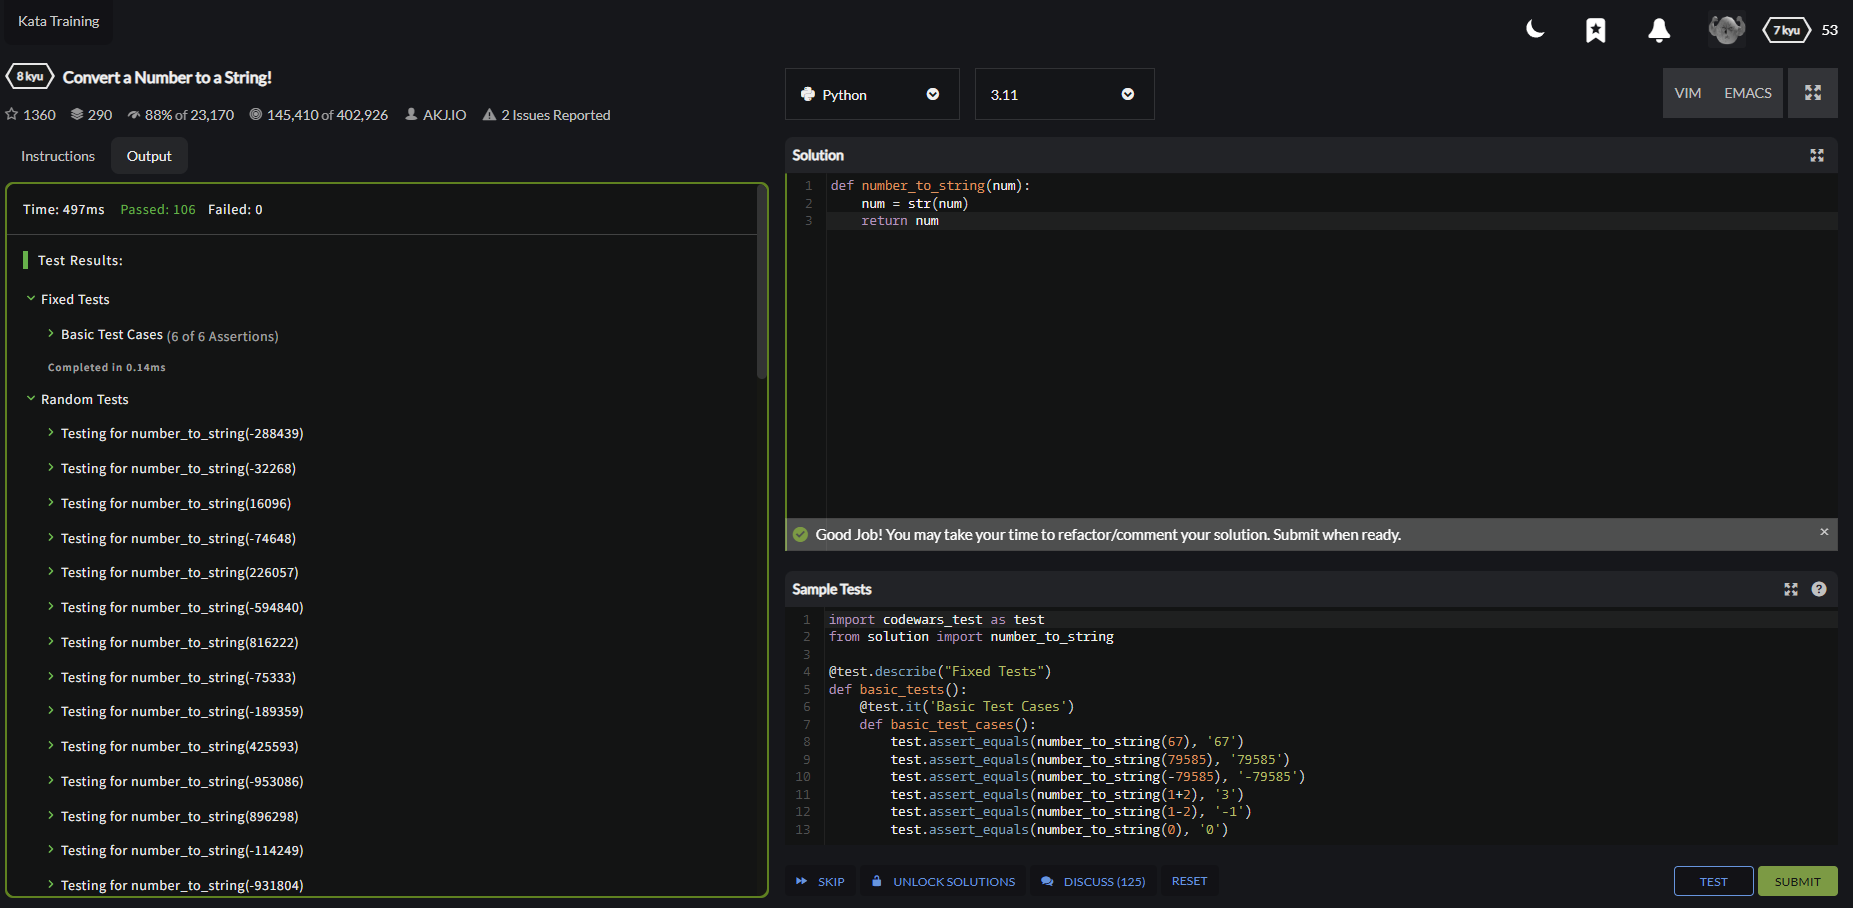 Kata Training
7 kyu 53
8 kyu Convert a Number to a String!
1360 290 88% of 23,170 145,410 of 402,926 AKJ.IO 2 Issues Reported
Instructions Output
Time: 497ms Passed: 106 Failed: 0
Test Results:
Fixed Tests
Basic Test Cases (6 of 6 Assertions)
Completed in 0.14ms
Random Tests
Testing for number_to_string(-288439)
Testing for number_to_string(-32268)
Testing for number_to_string(16096)
Testing for number_to_string(-74648)
Testing for number_to_string(226057)
Testing for number_to_string(-594840)
Testing for number_to_string(816222)
Testing for number_to_string(-75333)
Testing for number_to_string(-189359)
Testing for number_to_string(425593)
Testing for number_to_string(-953086)
Testing for number_to_string(896298)
Testing for number_to_string(-114249)
Testing for number_to_string(-931804)
Python 3.11 VIM EMACS
Solution
1 def number_to_string(num):
2 num = str(num)
3 return num
Good Job! You may take your time to refactor/comment your solution. Submit when ready. ×
Sample Tests ?
1 import codewars_test as test
2 from solution import number_to_string
3
4 @test.describe("Fixed Tests")
5 def basic_tests():
6 @test.it('Basic Test Cases')
7 def basic_test_cases():
8 test.assert_equals(number_to_string(67), '67')
9 test.assert_equals(number_to_string(79585), '79585')
10 test.assert_equals(number_to_string(-79585), '-79585')
11 test.assert_equals(number_to_string(1+2), '3')
12 test.assert_equals(number_to_string(1-2), '-1')
13 test.assert_equals(number_to_string(0), '0')
SKIP UNLOCK SOLUTIONS DISCUSS (125) RESET TEST SUBMIT